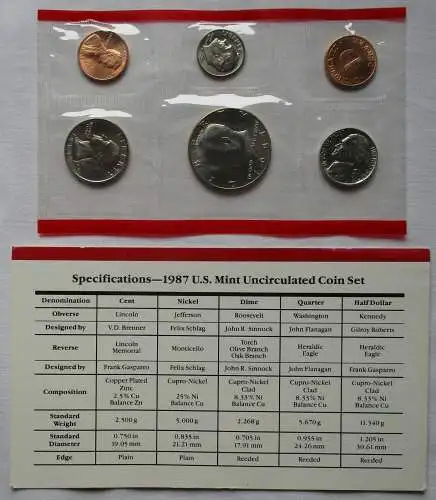 Specifications—1987 U.S. Mint Uncirculated Coin Set
Denomination Cent Nickel Dime Quarter Half Dollar
Obverse Lincoln Jefferson Roosevelt Washington Kennedy
Designed by V.D. Brenner Felix Schlag John R. Sinnock John Flanagan Gilroy Roberts
Reverse Lincoln Memorial Monticello Torch Olive Branch Oak Branch Heraldic Eagle Heraldic Eagle
Designed by Frank Gasparro Felix Schlag John R. Sinnock John Flanagan Frank Gasparro
Composition Copper Plated Zinc 2.5% Cu Balance Zn Cupro-Nickel 25% Ni Balance Cu Cupro-Nickel Clad 8.33% Ni Balance Cu Cupro-Nickel Clad 8.33% Ni Balance Cu Cupro-Nickel Clad 8.33% Ni Balance Cu
Standard Weight 2.500 g 5.000 g 2.268 g 5.670 g 11.340 g
Standard Diameter 0.750 in 19.05 mm 0.835 in 21.21 mm 0.705 in 17.91 mm 0.955 in 24.26 mm 1.205 in 30.61 mm
Edge Plain Plain Reeded Reeded Reeded